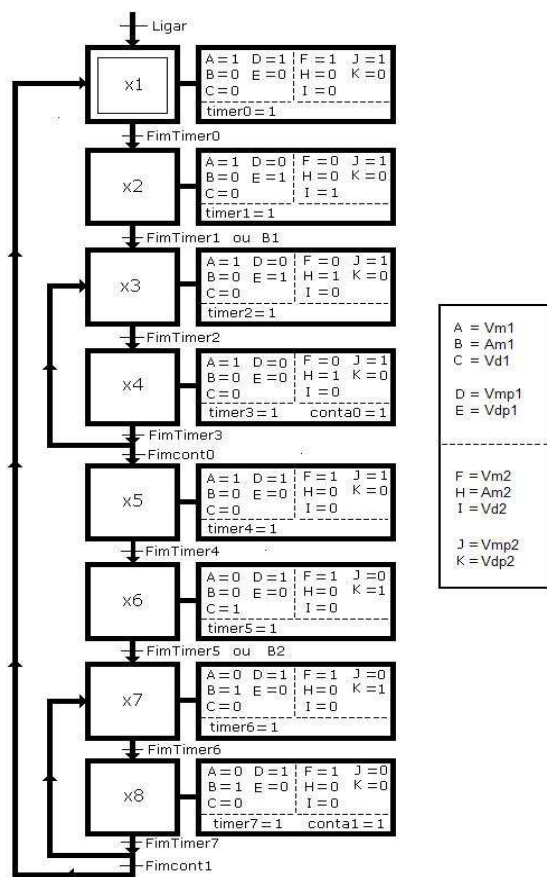 Ligar
x1
A=1 D=1 F=1 J=1
B=0 E=0 H=0 K=0
C=0 I=0
timer0=1
FimTimer0
x2
A=1 D=0 F=0 J=1
B=0 E=1 H=0 K=0
C=0 I=1
timer1=1
FimTimer1 ou B1
x3
A=1 D=0 F=0 J=1
B=0 E=1 H=1 K=0
C=0 I=0
timer2=1
FimTimer2
x4
A=1 D=0 F=0 J=1
B=0 E=0 H=1 K=0
C=0 I=0
timer3=1 conta0=1
FimTimer3
Fimcont0
x5
A=1 D=1 F=1 J=1
B=0 E=0 H=0 K=0
C=0 I=0
timer4=1
FimTimer4
x6
A=0 D=1 F=1 J=0
B=0 E=0 H=0 K=1
C=1 I=0
timer5=1
FimTimer5 ou B2
x7
A=0 D=1 F=1 J=0
B=1 E=0 H=0 K=1
C=0 I=0
timer6=1
FimTimer6
x8
A=0 D=1 F=1 J=0
B=1 E=0 H=0 K=0
C=0 I=0
timer7=1 conta1=1
FimTimer7
Fimcont1
A = Vm1
B = Am1
C = Vd1
D = Vmp1
E = Vdp1
F = Vm2
H = Am2
I = Vd2
J = Vmp2
K = Vdp2